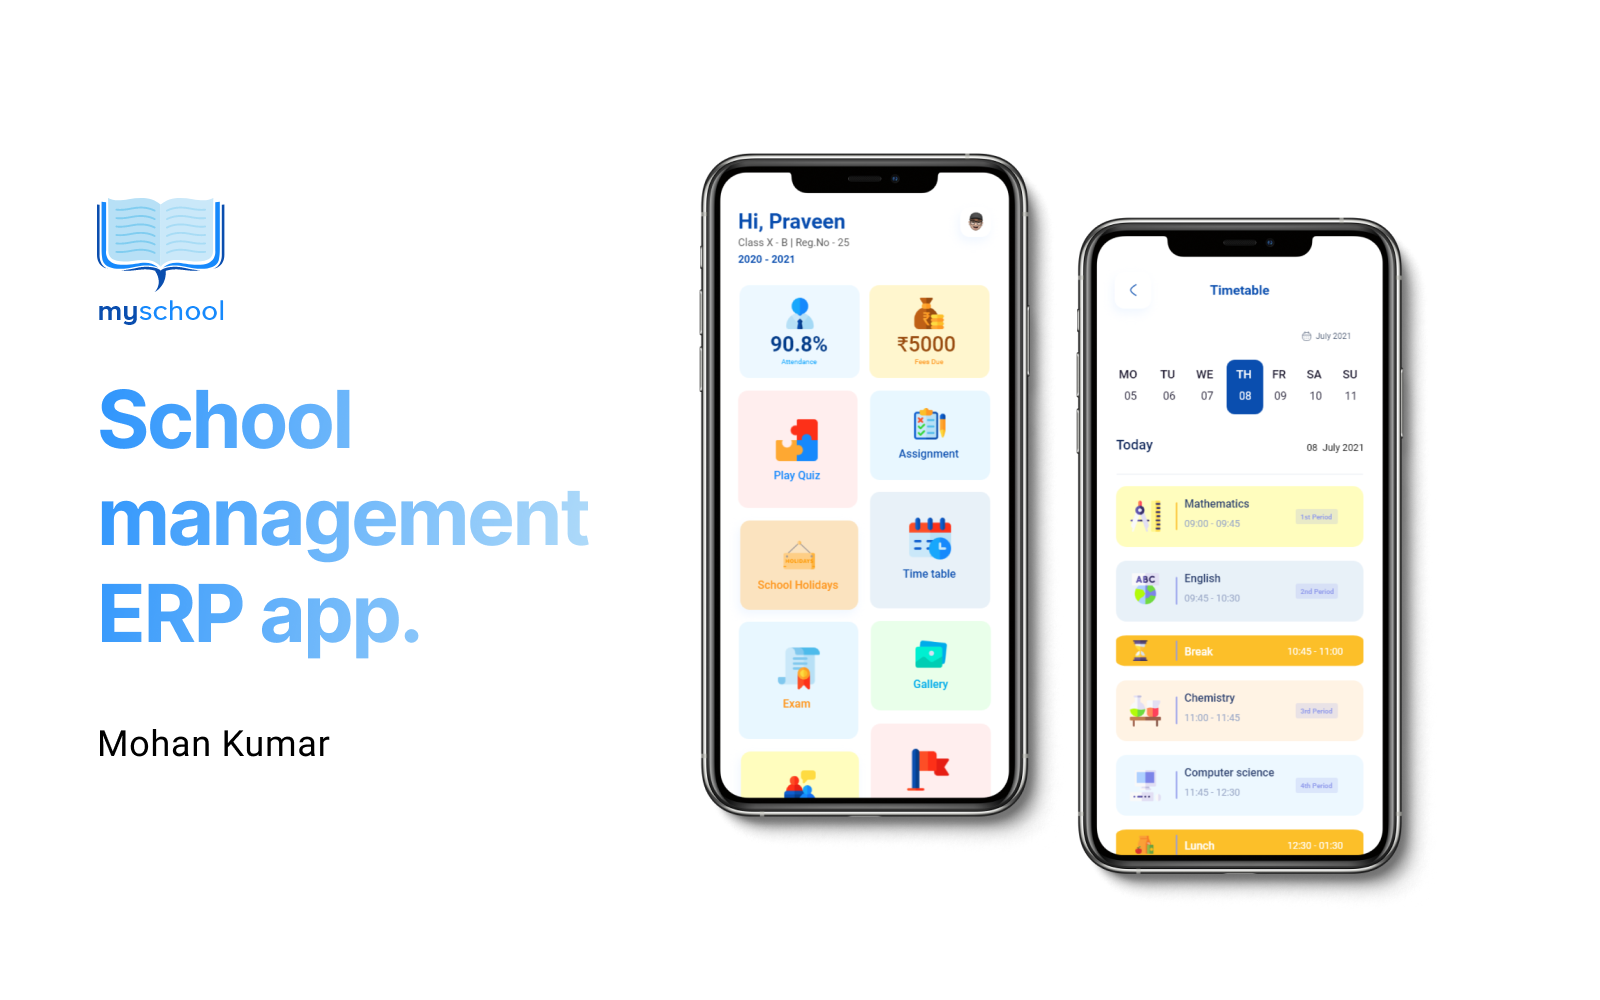 myschool
School
management
ERP app.
Mohan Kumar
Hi, Praveen
Class X - B | Reg.No - 25
2020 - 2021
90.8%
Attendance
₹5000
Fees Due
Play Quiz
Assignment
HOLIDAYS
School Holidays
Time table
Exam
Gallery
Timetable
July 2021
MO TU WE TH FR SA SU
05 06 07 08 09 10 11
Today
08 July 2021
Mathematics
09:00 - 09:45
1st Period
ABC
English
09:45 - 10:30
2nd Period
Break
10:45 - 11:00
Chemistry
11:00 - 11:45
3rd Period
Computer science
11:45 - 12:30
4th Period
Lunch
12:30 - 01:30